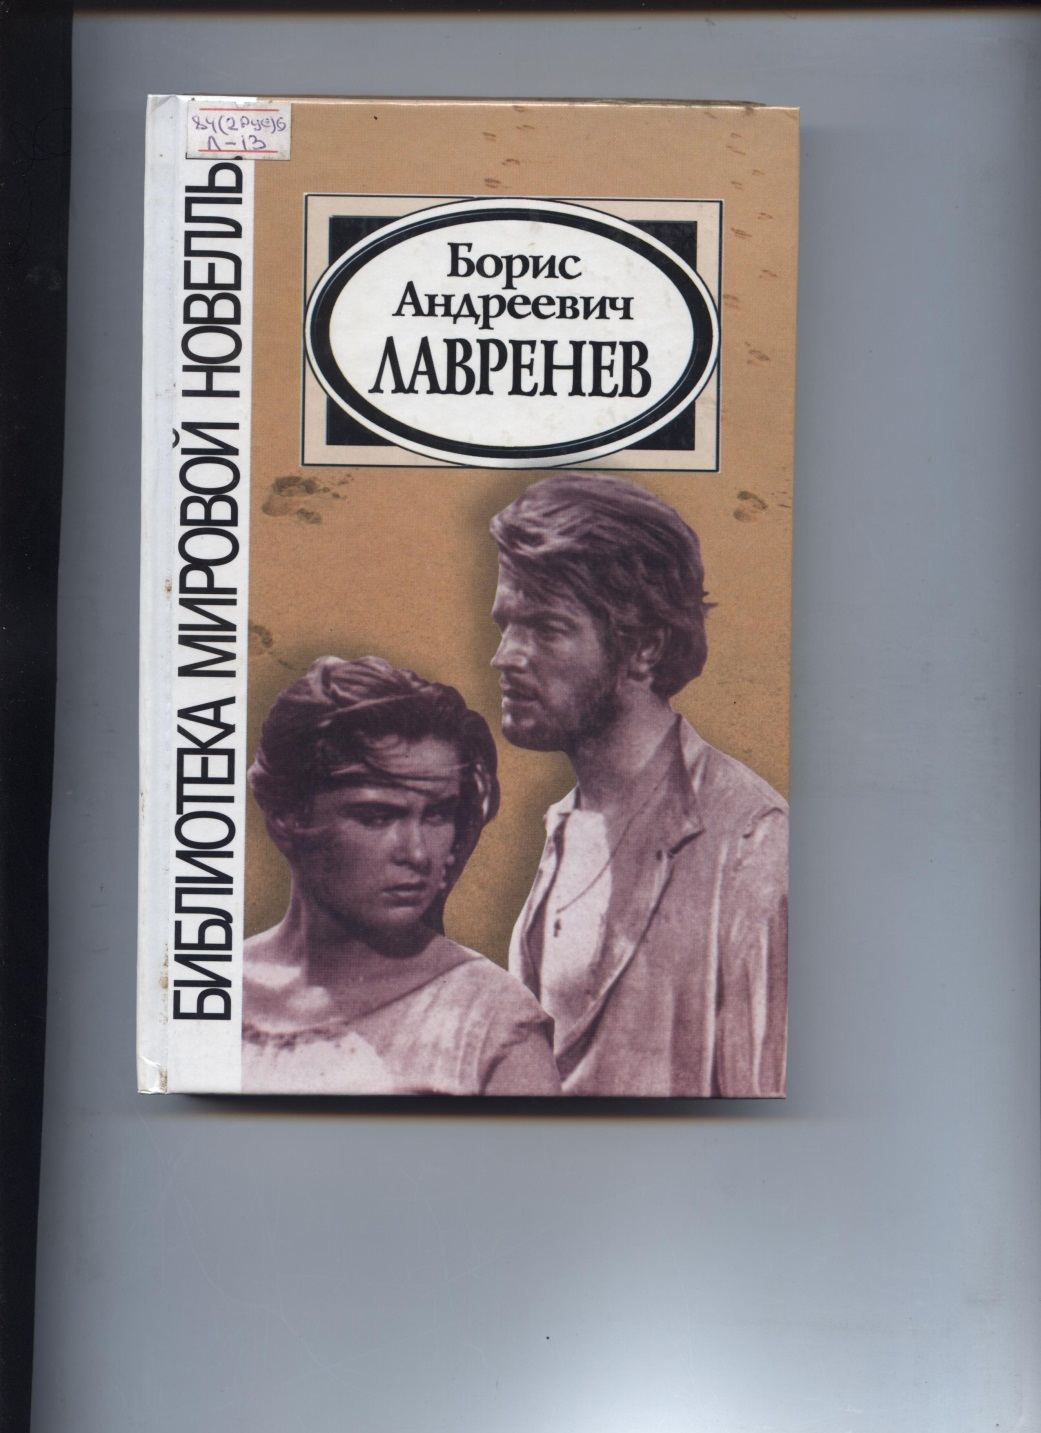 84(2Рус)6
Л-13
БИБЛИОТЕКА МИРОВОЙ НОВЕЛЛЫ
Борис
Андреевич
ЛАВРЕНЕВ